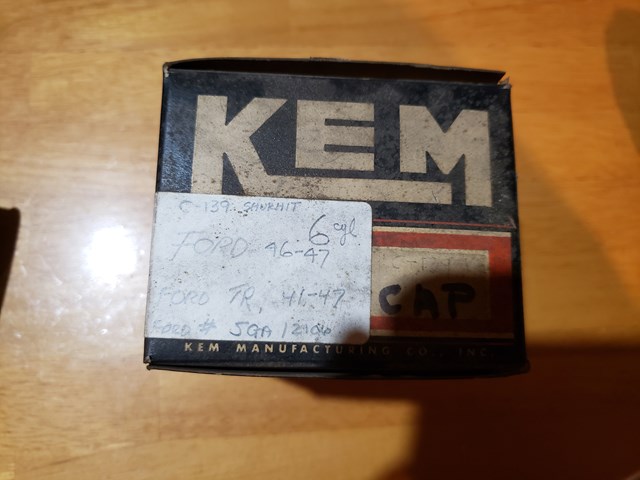 KEM
C-139
6 cyl
FORD - 46-47
CAP
FORD TR. 41-47
FORD # 5GA 12106
KEM MANUFACTURING CO., INC.